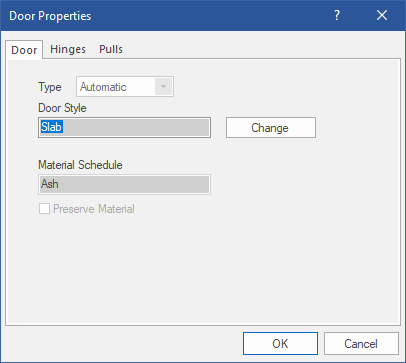 Door Properties ?
Door Hinges Pulls
Type Automatic
Door Style
Slab Change
Material Schedule
Ash
Preserve Material
OK Cancel